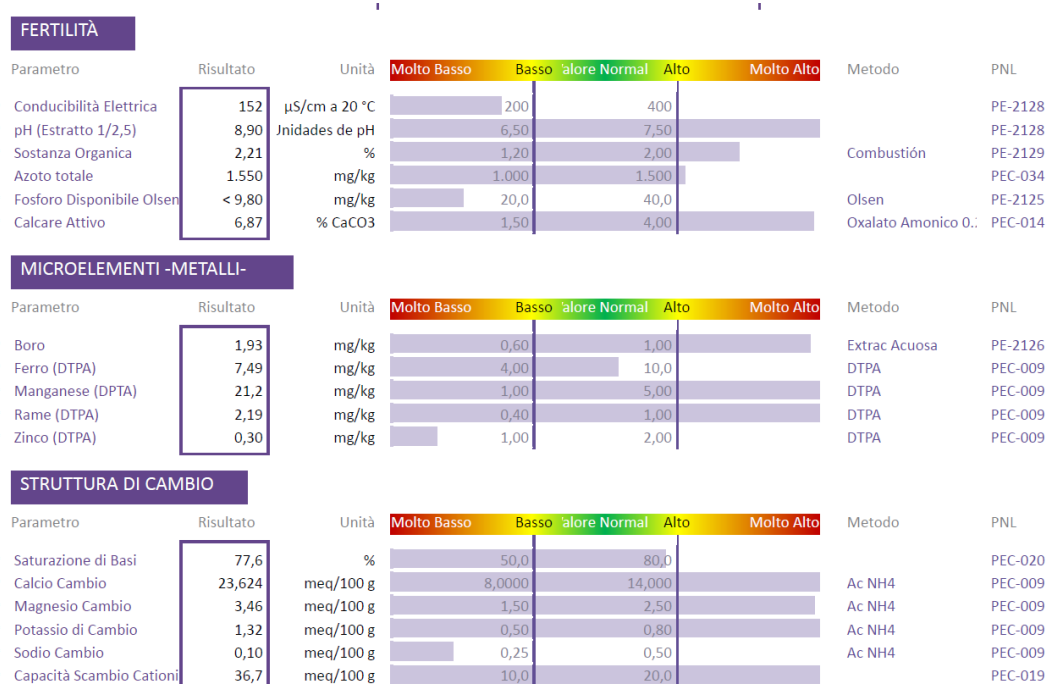 FERTILITÀ
Parametro Risultato Unità Molto Basso Basso 'alore Normal Alto Molto Alto Metodo PNL
Conducibilità Elettrica 152 µS/cm a 20 °C 200 400 PE-2128
pH (Estratto 1/2,5) 8,90 Jnidades de pH 6,50 7,50 PE-2128
Sostanza Organica 2,21 % 1,20 2,00 Combustión PE-2129
Azoto totale 1.550 mg/kg 1.000 1.500 PEC-034
Fosforo Disponibile Olsen < 9,80 mg/kg 20,0 40,0 Olsen PE-2125
Calcare Attivo 6,87 % CaCO3 1,50 4,00 Oxalato Amonico 0.: PEC-014
MICROELEMENTI -METALLI-
Parametro Risultato Unità Molto Basso Basso 'alore Normal Alto Molto Alto Metodo PNL
Boro 1,93 mg/kg 0,60 1,00 Extrac Acuosa PE-2126
Ferro (DTPA) 7,49 mg/kg 4,00 10,0 DTPA PEC-009
Manganese (DPTA) 21,2 mg/kg 1,00 5,00 DTPA PEC-009
Rame (DTPA) 2,19 mg/kg 0,40 1,00 DTPA PEC-009
Zinco (DTPA) 0,30 mg/kg 1,00 2,00 DTPA PEC-009
STRUTTURA DI CAMBIO
Parametro Risultato Unità Molto Basso Basso 'alore Normal Alto Molto Alto Metodo PNL
Saturazione di Basi 77,6 % 50,0 80,0 PEC-020
Calcio Cambio 23,624 meq/100 g 8,0000 14,000 Ac NH4 PEC-009
Magnesio Cambio 3,46 meq/100 g 1,50 2,50 Ac NH4 PEC-009
Potassio di Cambio 1,32 meq/100 g 0,50 0,80 Ac NH4 PEC-009
Sodio Cambio 0,10 meq/100 g 0,25 0,50 Ac NH4 PEC-009
Capacità Scambio Cationi 36,7 meq/100 g 10,0 20,0 PEC-019